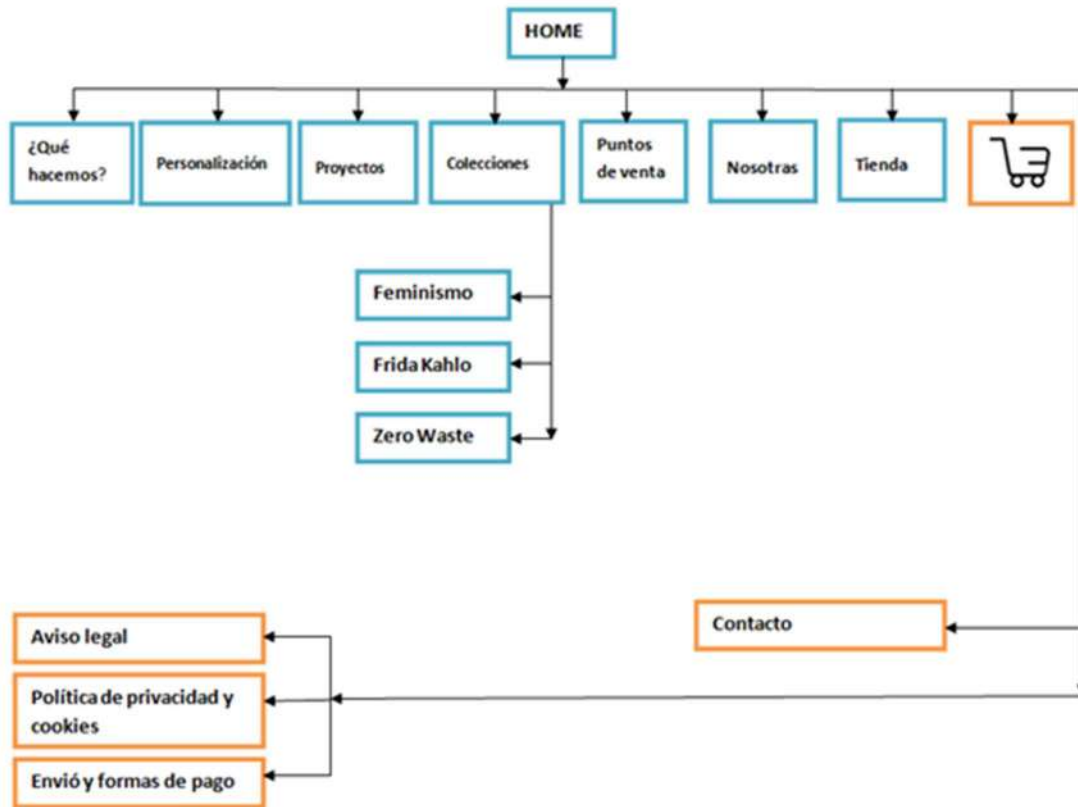 HOME
¿Qué
hacemos?
Personalización
Proyectos
Colecciones
Puntos
de venta
Nosotras
Tienda
Feminismo
Frida Kahlo
Zero Waste
Contacto
Aviso legal
Política de privacidad y
cookies
Envió y formas de pago